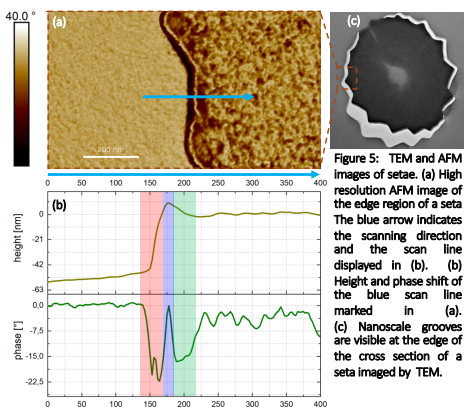 40.0 °
0.0
(a)
200 nm
(c)
0 50 100 150 200 250 300 350 400
(b)
height [nm]
0
-21
-42
-63
phase [°]
0.0
-7.5
-15.0
-22.5
0 50 100 150 200 250 300 350 400
Figure 5: TEM and AFM
images of setae. (a) High
resolution AFM image of
the edge region of a seta
The blue arrow indicates
the scanning direction
and the scan line
displayed in (b). (b)
Height and phase shift of
the blue scan line
marked in (a).
(c) Nanoscale grooves
are visible at the edge of
the cross section of a
seta imaged by TEM.